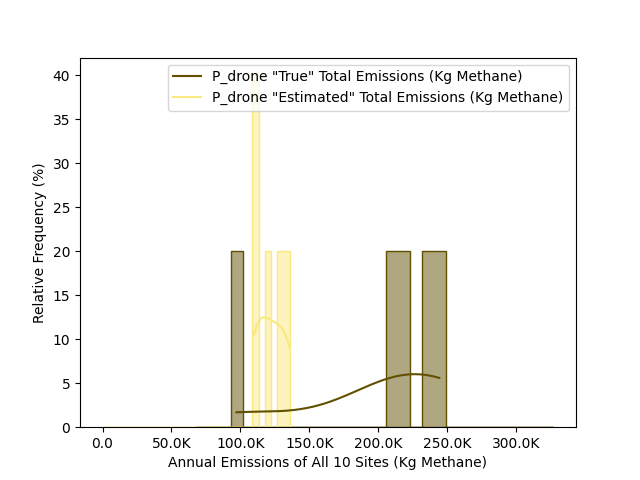 P_drone "True" Total Emissions (Kg Methane)
P_drone "Estimated" Total Emissions (Kg Methane)
40
35
30
25
20
15
10
5
0
Relative Frequency (%)
0.0 50.0K 100.0K 150.0K 200.0K 250.0K 300.0K
Annual Emissions of All 10 Sites (Kg Methane)